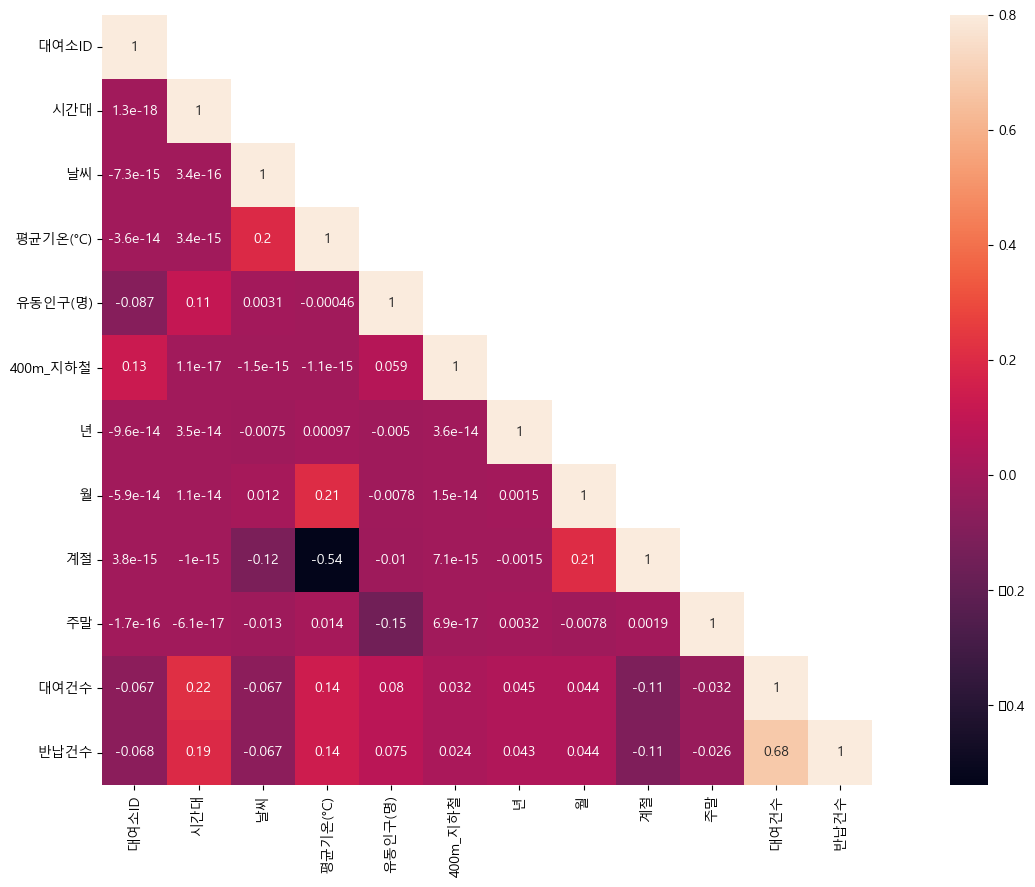 대여소ID 1
시간대 1.3e-18 1
날씨 -7.3e-15 3.4e-16 1
평균기온(°C) -3.6e-14 3.4e-15 0.2 1
유동인구(명) -0.087 0.11 0.0031 -0.00046 1
400m_지하철 0.13 1.1e-17 -1.5e-15 -1.1e-15 0.059 1
년 -9.6e-14 3.5e-14 -0.0075 0.00097 -0.005 3.6e-14 1
월 -5.9e-14 1.1e-14 0.012 0.21 -0.0078 1.5e-14 0.0015 1
계절 3.8e-15 -1e-15 -0.12 -0.54 -0.01 7.1e-15 -0.0015 0.21 1
주말 -1.7e-16 -6.1e-17 -0.013 0.014 -0.15 6.9e-17 0.0032 -0.0078 0.0019 1
대여건수 -0.067 0.22 -0.067 0.14 0.08 0.032 0.045 0.044 -0.11 -0.032 1
반납건수 -0.068 0.19 -0.067 0.14 0.075 0.024 0.043 0.044 -0.11 -0.026 0.68 1
대여소ID 시간대 날씨 평균기온(°C) 유동인구(명) 400m_지하철 년 월 계절 주말 대여건수 반납건수
0.8
0.6
0.4
0.2
0.0
▯0.2
▯0.4